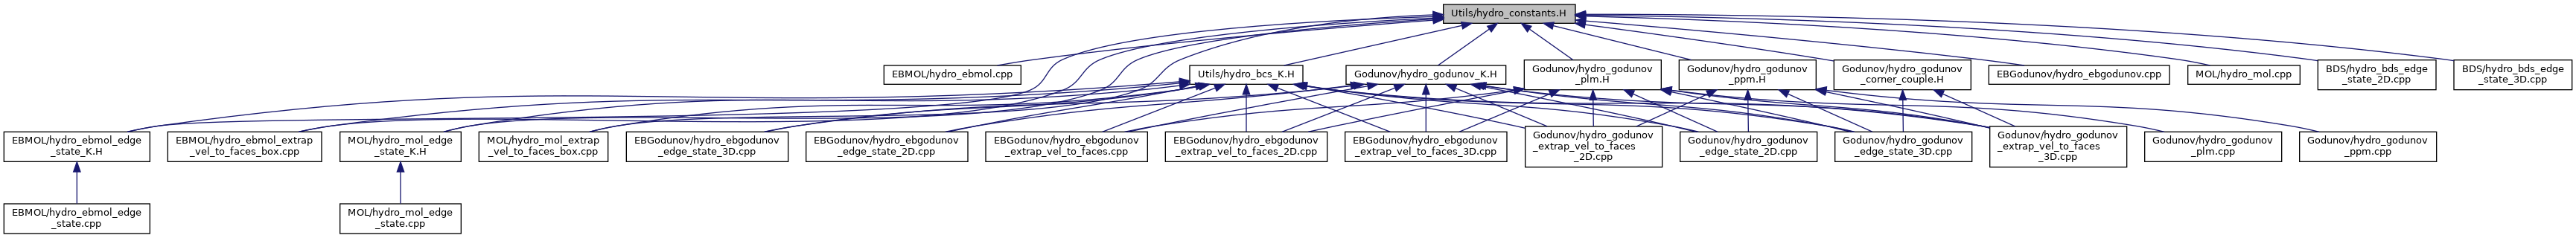 Utils/hydro_constants.H
EBMOL/hydro_ebmol.cpp
Utils/hydro_bcs_K.H
Godunov/hydro_godunov_K.H
Godunov/hydro_godunov
_plm.H
Godunov/hydro_godunov
_ppm.H
Godunov/hydro_godunov
_corner_couple.H
EBGodunov/hydro_ebgodunov.cpp
MOL/hydro_mol.cpp
BDS/hydro_bds_edge
_state_2D.cpp
BDS/hydro_bds_edge
_state_3D.cpp
EBMOL/hydro_ebmol_edge
_state_K.H
EBMOL/hydro_ebmol_extrap
_vel_to_faces_box.cpp
MOL/hydro_mol_edge
_state_K.H
MOL/hydro_mol_extrap
_vel_to_faces_box.cpp
EBGodunov/hydro_ebgodunov
_edge_state_3D.cpp
EBGodunov/hydro_ebgodunov
_edge_state_2D.cpp
EBGodunov/hydro_ebgodunov
_extrap_vel_to_faces.cpp
EBGodunov/hydro_ebgodunov
_extrap_vel_to_faces_2D.cpp
EBGodunov/hydro_ebgodunov
_extrap_vel_to_faces_3D.cpp
Godunov/hydro_godunov
_extrap_vel_to_faces
_2D.cpp
Godunov/hydro_godunov
_edge_state_2D.cpp
Godunov/hydro_godunov
_edge_state_3D.cpp
Godunov/hydro_godunov
_extrap_vel_to_faces
_3D.cpp
Godunov/hydro_godunov
_plm.cpp
Godunov/hydro_godunov
_ppm.cpp
EBMOL/hydro_ebmol_edge
_state.cpp
MOL/hydro_mol_edge
_state.cpp